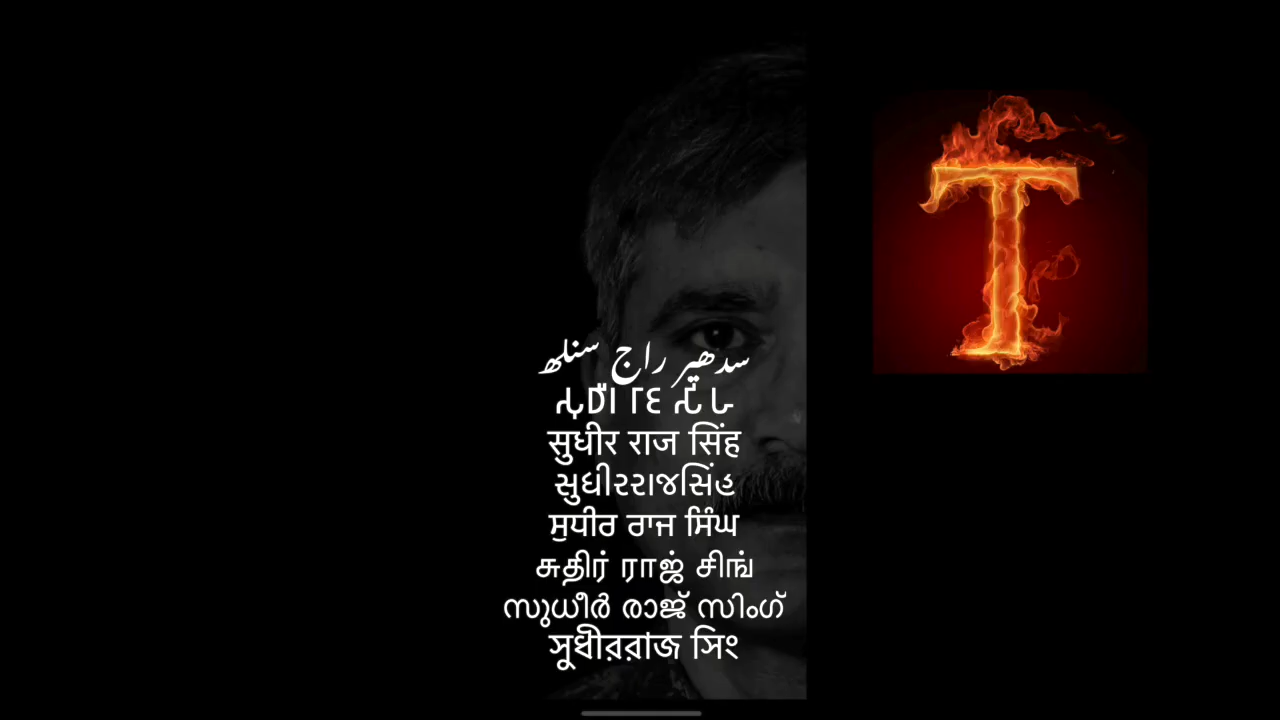 سدھیر راج سنلھ
सुधीर राज सिंह
સુધીરરાજસિંહ
ਸੁਧੀਰ ਰਾਜ ਸਿੰਘ
சுதிர் ராஜ் சிங்
സുധീർ രാജ് സിംഗ്
সুধীররাজ সিং
T